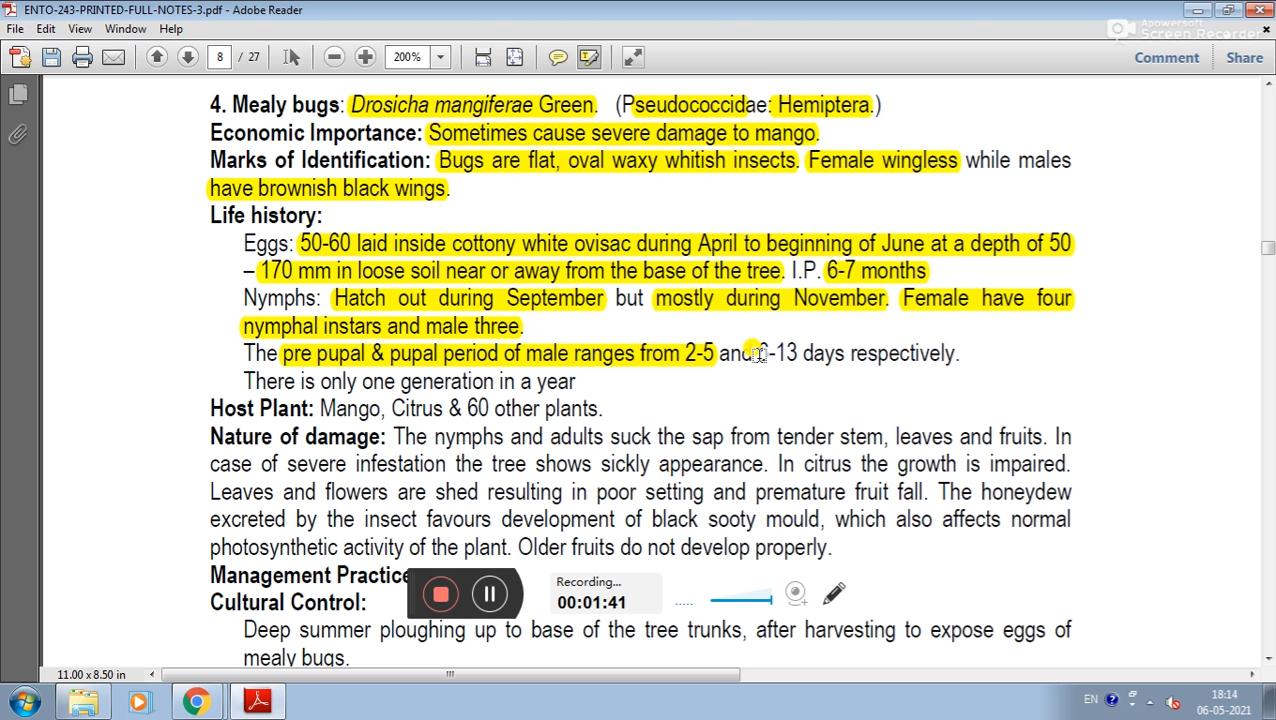 ENTO-243-PRINTED-FULL-NOTES-3.pdf - Adobe Reader
Apowersoft
Screen Recorder
File Edit View Window Help
8 / 27 200% Comment Share
4. Mealy bugs: Drosicha mangiferae Green. (Pseudococcidae: Hemiptera.)
Economic Importance: Sometimes cause severe damage to mango.
Marks of Identification: Bugs are flat, oval waxy whitish insects. Female wingless while males
have brownish black wings.
Life history:
Eggs: 50-60 laid inside cottony white ovisac during April to beginning of June at a depth of 50
– 170 mm in loose soil near or away from the base of the tree. I.P. 6-7 months
Nymphs: Hatch out during September but mostly during November. Female have four
nymphal instars and male three.
The pre pupal & pupal period of male ranges from 2-5 and -13 days respectively.
There is only one generation in a year
Host Plant: Mango, Citrus & 60 other plants.
Nature of damage: The nymphs and adults suck the sap from tender stem, leaves and fruits. In
case of severe infestation the tree shows sickly appearance. In citrus the growth is impaired.
Leaves and flowers are shed resulting in poor setting and premature fruit fall. The honeydew
excreted by the insect favours development of black sooty mould, which also affects normal
photosynthetic activity of the plant. Older fruits do not develop properly.
Management Practice
Cultural Control:
Recording...
00:01:41
Deep summer ploughing up to base of the tree trunks, after harvesting to expose eggs of
mealy bugs.
11.00 x 8.50 in
EN 18:14
06-05-2021